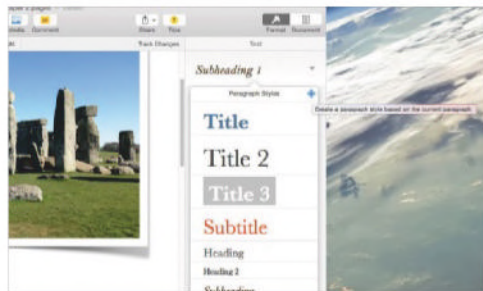 Comment
Share
Tips
Format
Document
Track Changes
Text
Subheading 1
Paragraph Styles
Create a paragraph style based on the current paragraph
Title
Title 2
Title 3
Subtitle
Heading
Heading 2
Subheading